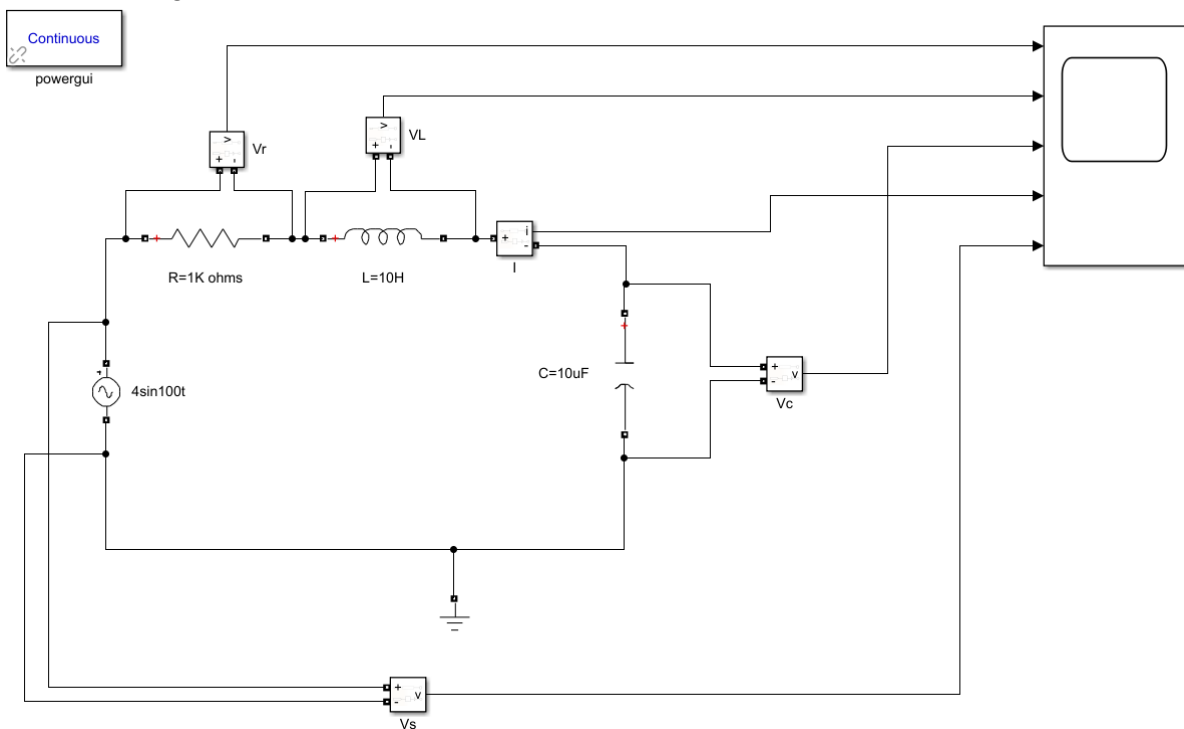 Continuous
powergui
Vr
+ -
VL
+ -
+
+
i
+
-
I
R=1K ohms
L=10H
+
C=10uF
4sin100t
+
v
-
Vc
+
v
-
Vs